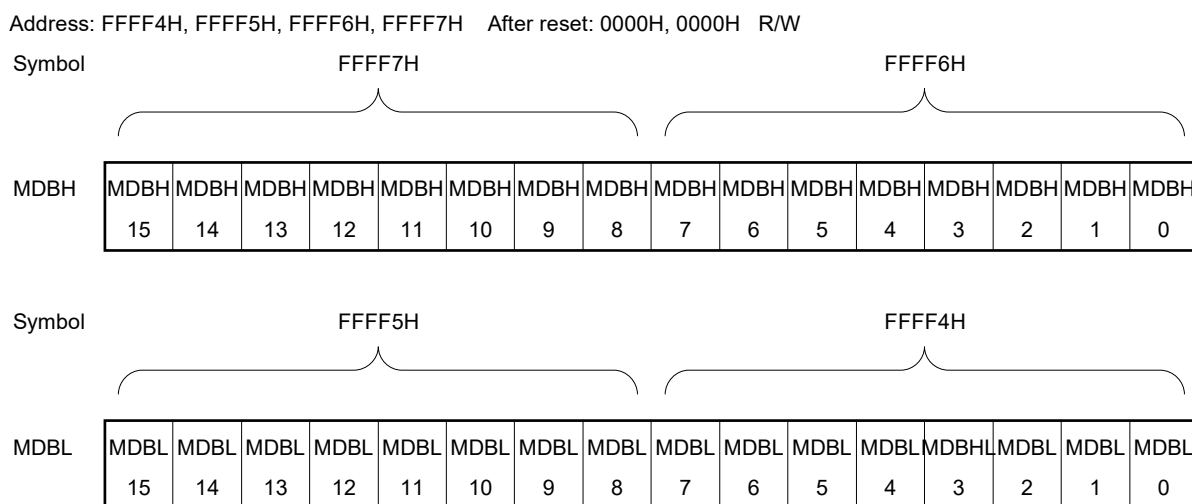 Address: FFFF4H, FFFF5H, FFFF6H, FFFF7H After reset: 0000H, 0000H R/W
Symbol FFFF7H FFFF6H
MDBH MDBH MDBH MDBH MDBH MDBH MDBH MDBH MDBH MDBH MDBH MDBH MDBH MDBH MDBH MDBH MDBH
15 14 13 12 11 10 9 8 7 6 5 4 3 2 1 0
Symbol FFFF5H FFFF4H
MDBL MDBL MDBL MDBL MDBL MDBL MDBL MDBL MDBL MDBL MDBL MDBL MDBL MDBHL MDBL MDBL MDBL
15 14 13 12 11 10 9 8 7 6 5 4 3 2 1 0